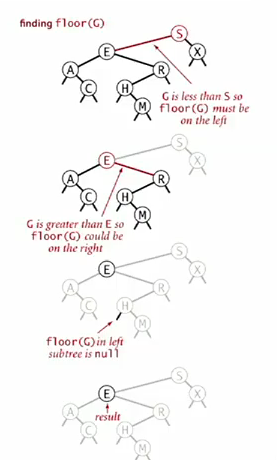 finding floor(G)
S
E
X
A
R
C
H
M
G is less than S so
floor(G) must be
on the left
S
E
X
A
R
C
H
M
G is greater than E so
floor(G) could be
on the right
S
E
X
A
R
C
H
M
floor(G)in left
subtree is null
S
E
X
A
R
C
H
M
result